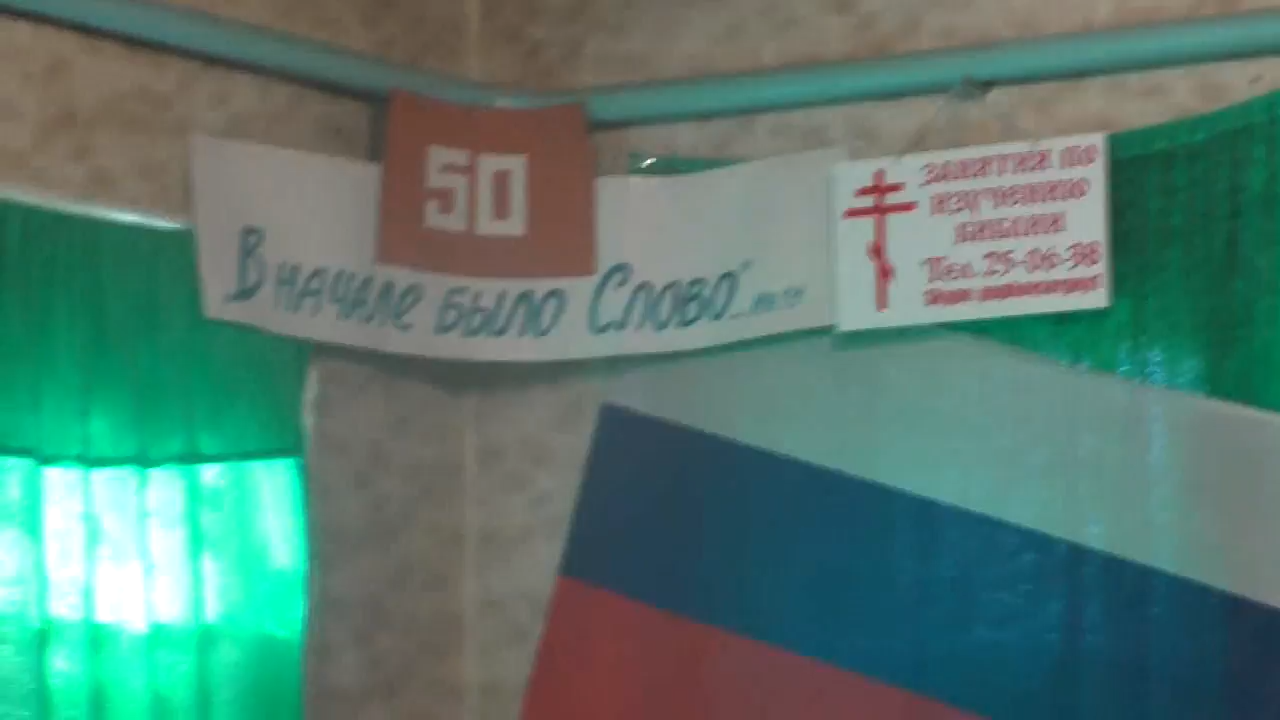 50
В начале было Слово
ЗАНЯТИЯ ПО
ИЗУЧЕНИЮ
БИБЛИИ
Тел. 25-06-38